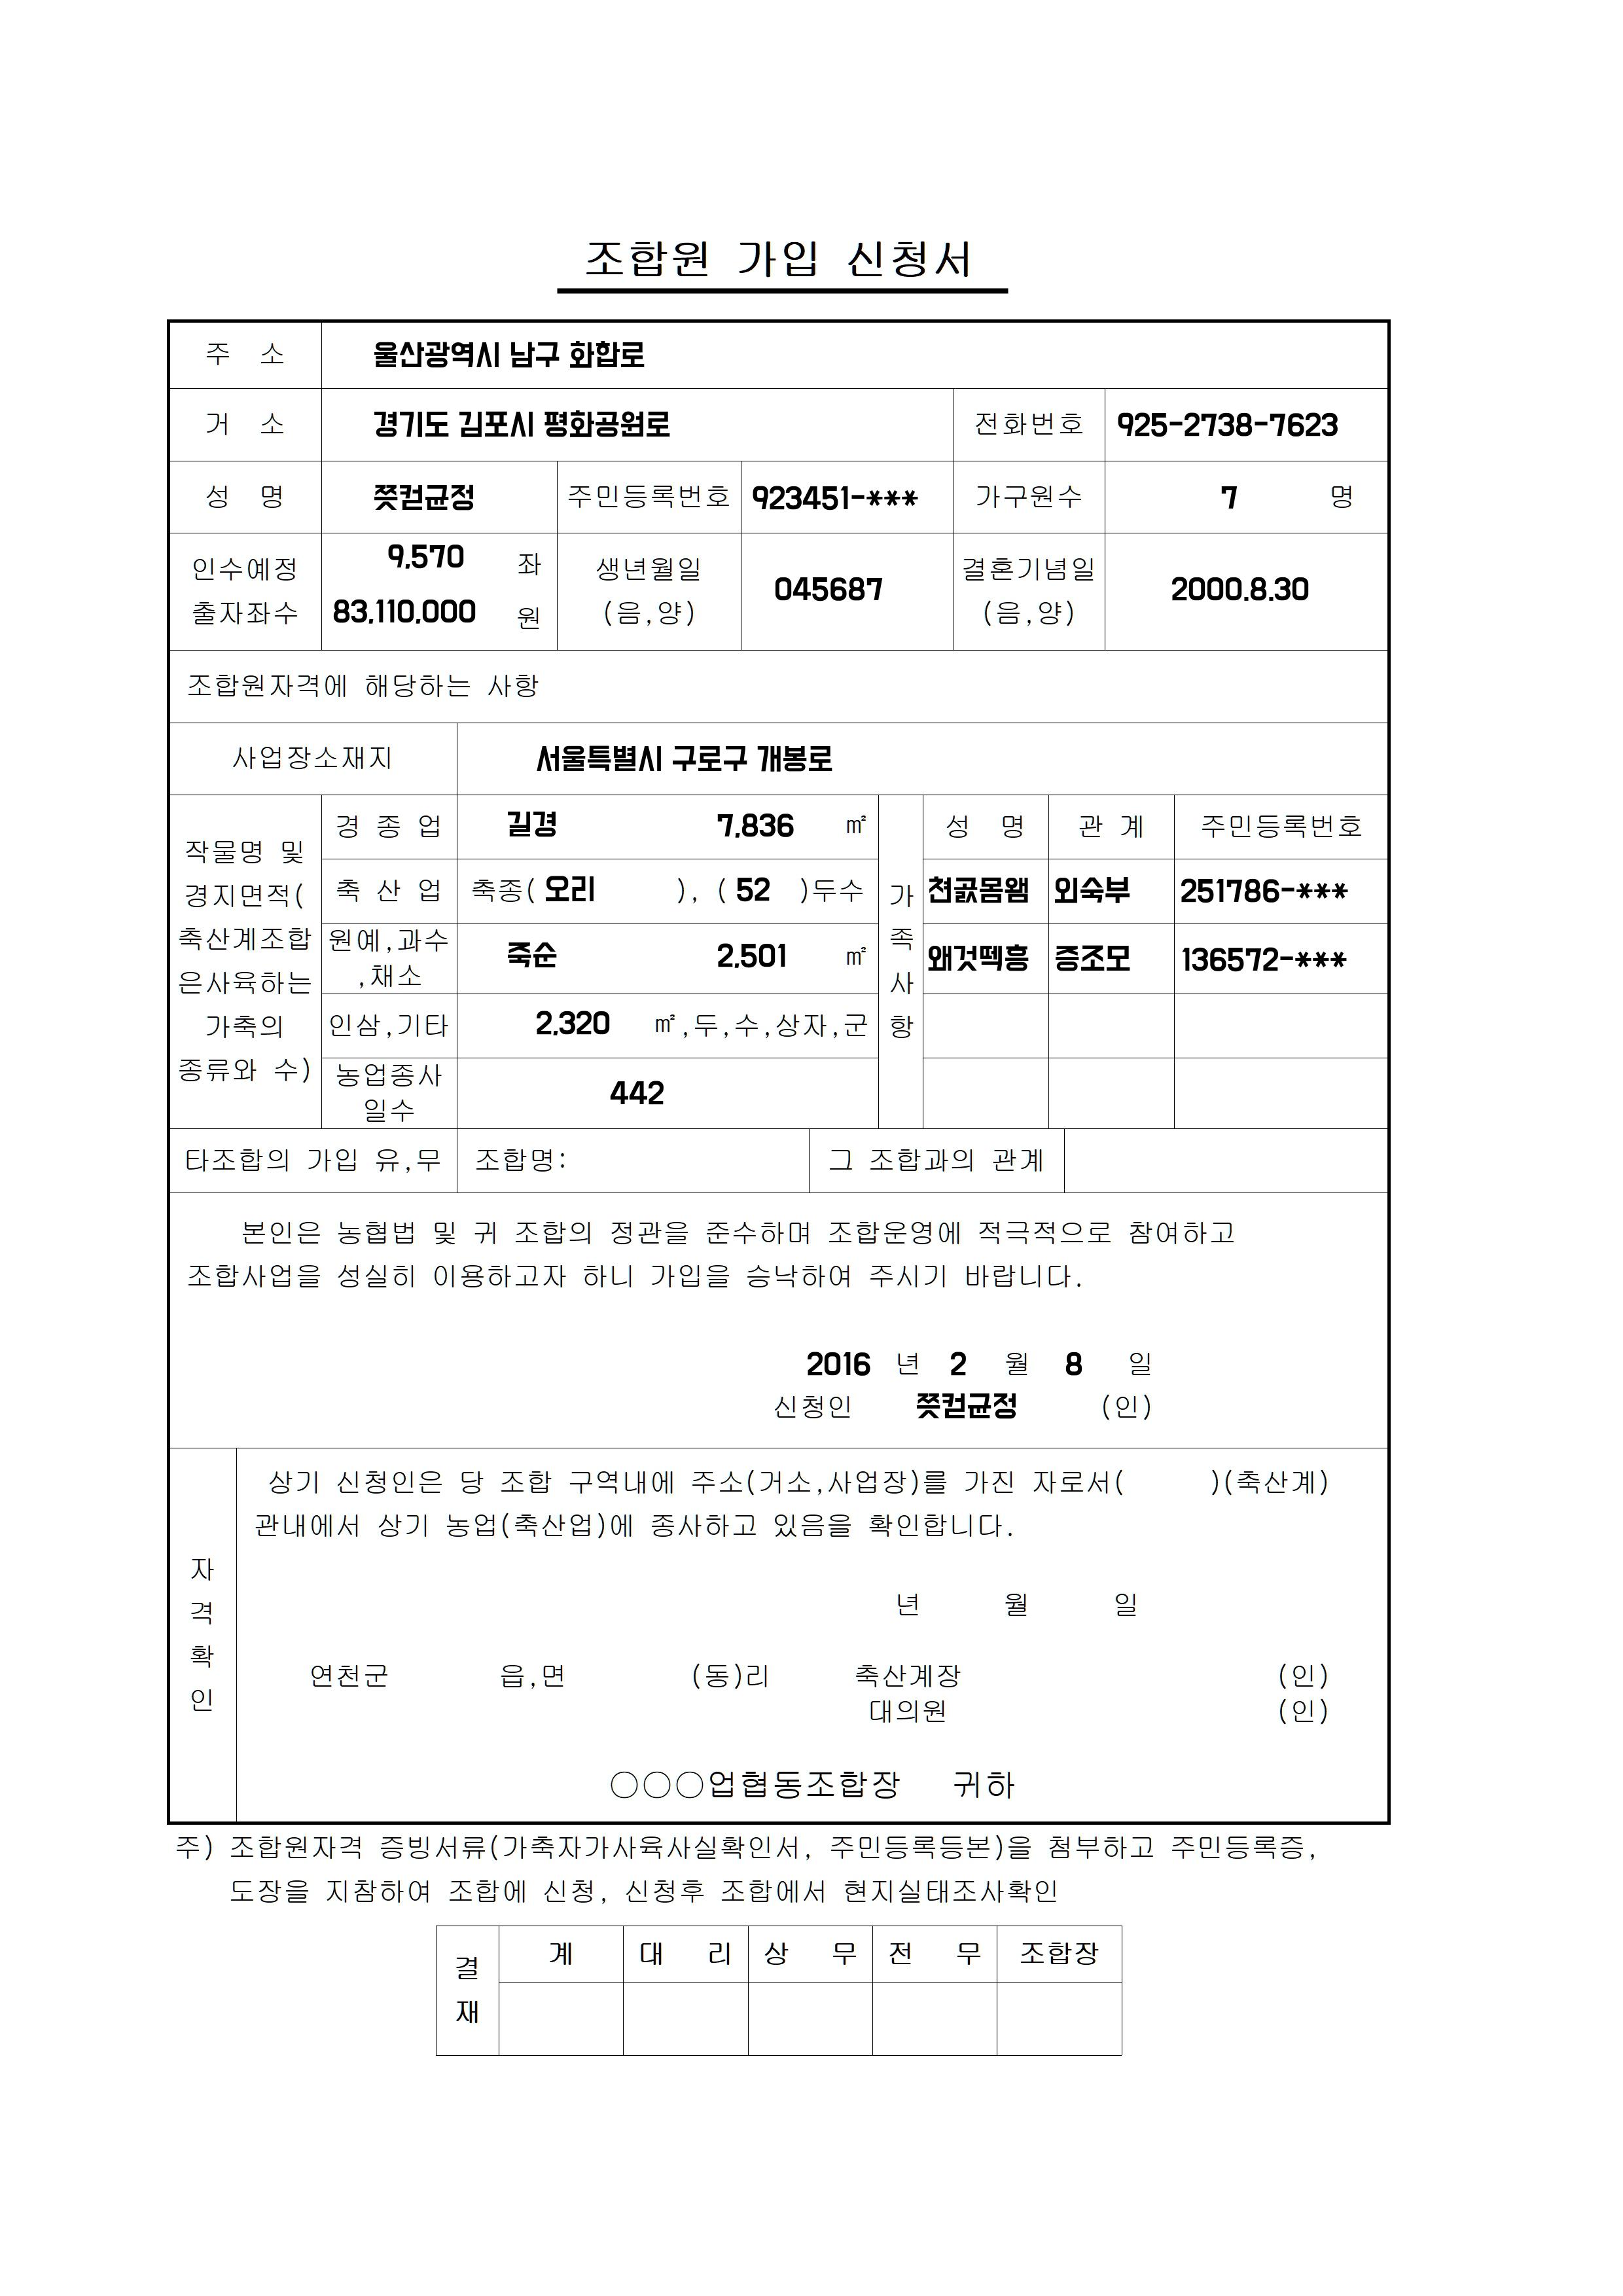 조합원 가입 신청서
주 소 울산광역시 남구 화합로
거 소 경기도 김포시 평화공원로 전화번호 925-2738-7623
성 명 쯧컫균정 주민등록번호 923451-*** 가구원수 7 명
인수예정 출자좌수 9,570 좌 83,110,000 원 생년월일 (음,양) 045687 결혼기념일 (음,양) 2000.8.30
조합원자격에 해당하는 사항
사업장소재지 서울특별시 구로구 개봉로
작물명 및 경지면적(축산계조합은사육하는 가축의 종류와 수)
경 종 업 길경 7,836 ㎡
축 산 업 축종( 오리 ), ( 52 )두수
원예,과수,채소 죽순 2,501 ㎡
인삼,기타 2,320 ㎡,두,수,상자,군
농업종사일수 442
가족사항
성 명 관 계 주민등록번호
외숙부 251786-***
왜것떡흥 증조모 136572-***
타조합의 가입 유,무 조합명: 그 조합과의 관계
본인은 농협법 및 귀 조합의 정관을 준수하며 조합운영에 적극적으로 참여하고
조합사업을 성실히 이용하고자 하니 가입을 승낙하여 주시기 바랍니다.
2016 년 2 월 8 일
신청인 쯧컫균정 (인)
자격확인
상기 신청인은 당 조합 구역내에 주소(거소,사업장)를 가진 자로서( )(축산계)
관내에서 상기 농업(축산업)에 종사하고 있음을 확인합니다.
년 월 일
연천군 읍,면 (동)리 축산계장 (인)
대의원 (인)
○○○업협동조합장 귀하
주) 조합원자격 증빙서류(가축자가사육사실확인서, 주민등록등본)을 첨부하고 주민등록증,
도장을 지참하여 조합에 신청, 신청후 조합에서 현지실태조사확인
결재 계 대 리 상 무 전 무 조합장